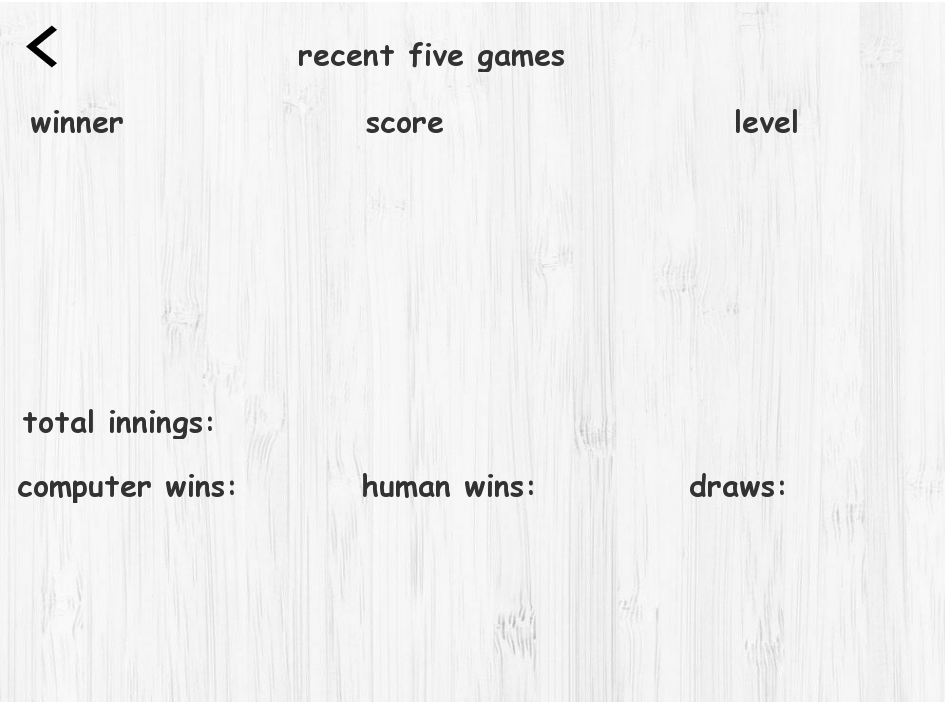 recent five games
winner score level
total innings:
computer wins: human wins: draws: